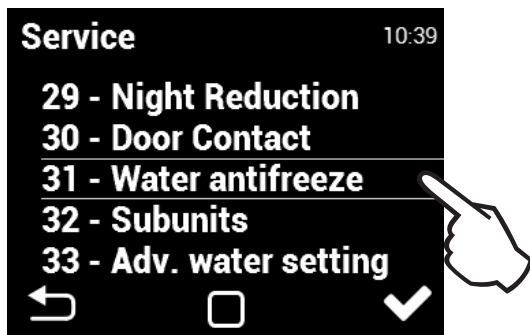 Service
10:39
29 - Night Reduction
30 - Door Contact
31 - Water antifreeze
32 - Subunits
33 - Adv. water setting